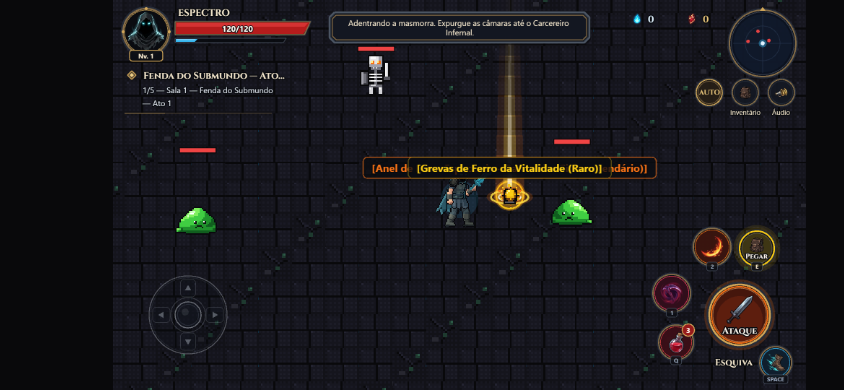 ESPECTRO
120/120
Nv. 1
Fenda do Submundo — Ato...
1/5 — Sala 1 — Fenda do Submundo
— Ato 1
Adentrando a masmorra. Expurgue as câmaras até o Carcereiro
Infernal.
0
0
AUTO
Inventário
Áudio
[Anel d
[Grevas de Ferro da Vitalidade (Raro)]
ndário)]
2
PEGAR
E
1
ATAQUE
3
Q
ESQUIVA
SPACE